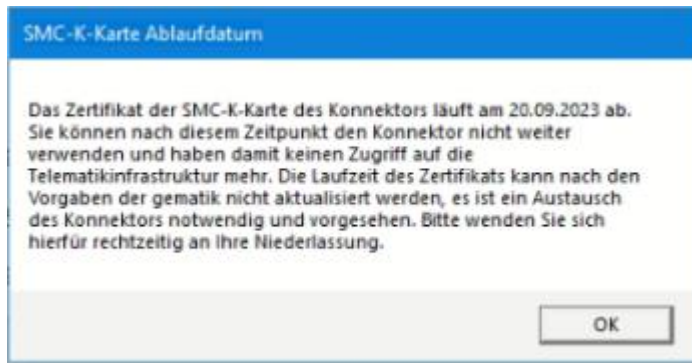 SMC-K-Karte Ablaufdatum
Das Zertifikat der SMC-K-Karte des Konnektors läuft am 20.09.2023 ab.
Sie können nach diesem Zeitpunkt den Konnektor nicht weiter
verwenden und haben damit keinen Zugriff auf die
Telematikinfrastruktur mehr. Die Laufzeit des Zertifikats kann nach den
Vorgaben der gematik nicht aktualisiert werden, es ist ein Austausch
des Konnektors notwendig und vorgesehen. Bitte wenden Sie sich
hierfür rechtzeitig an Ihre Niederlassung.
OK